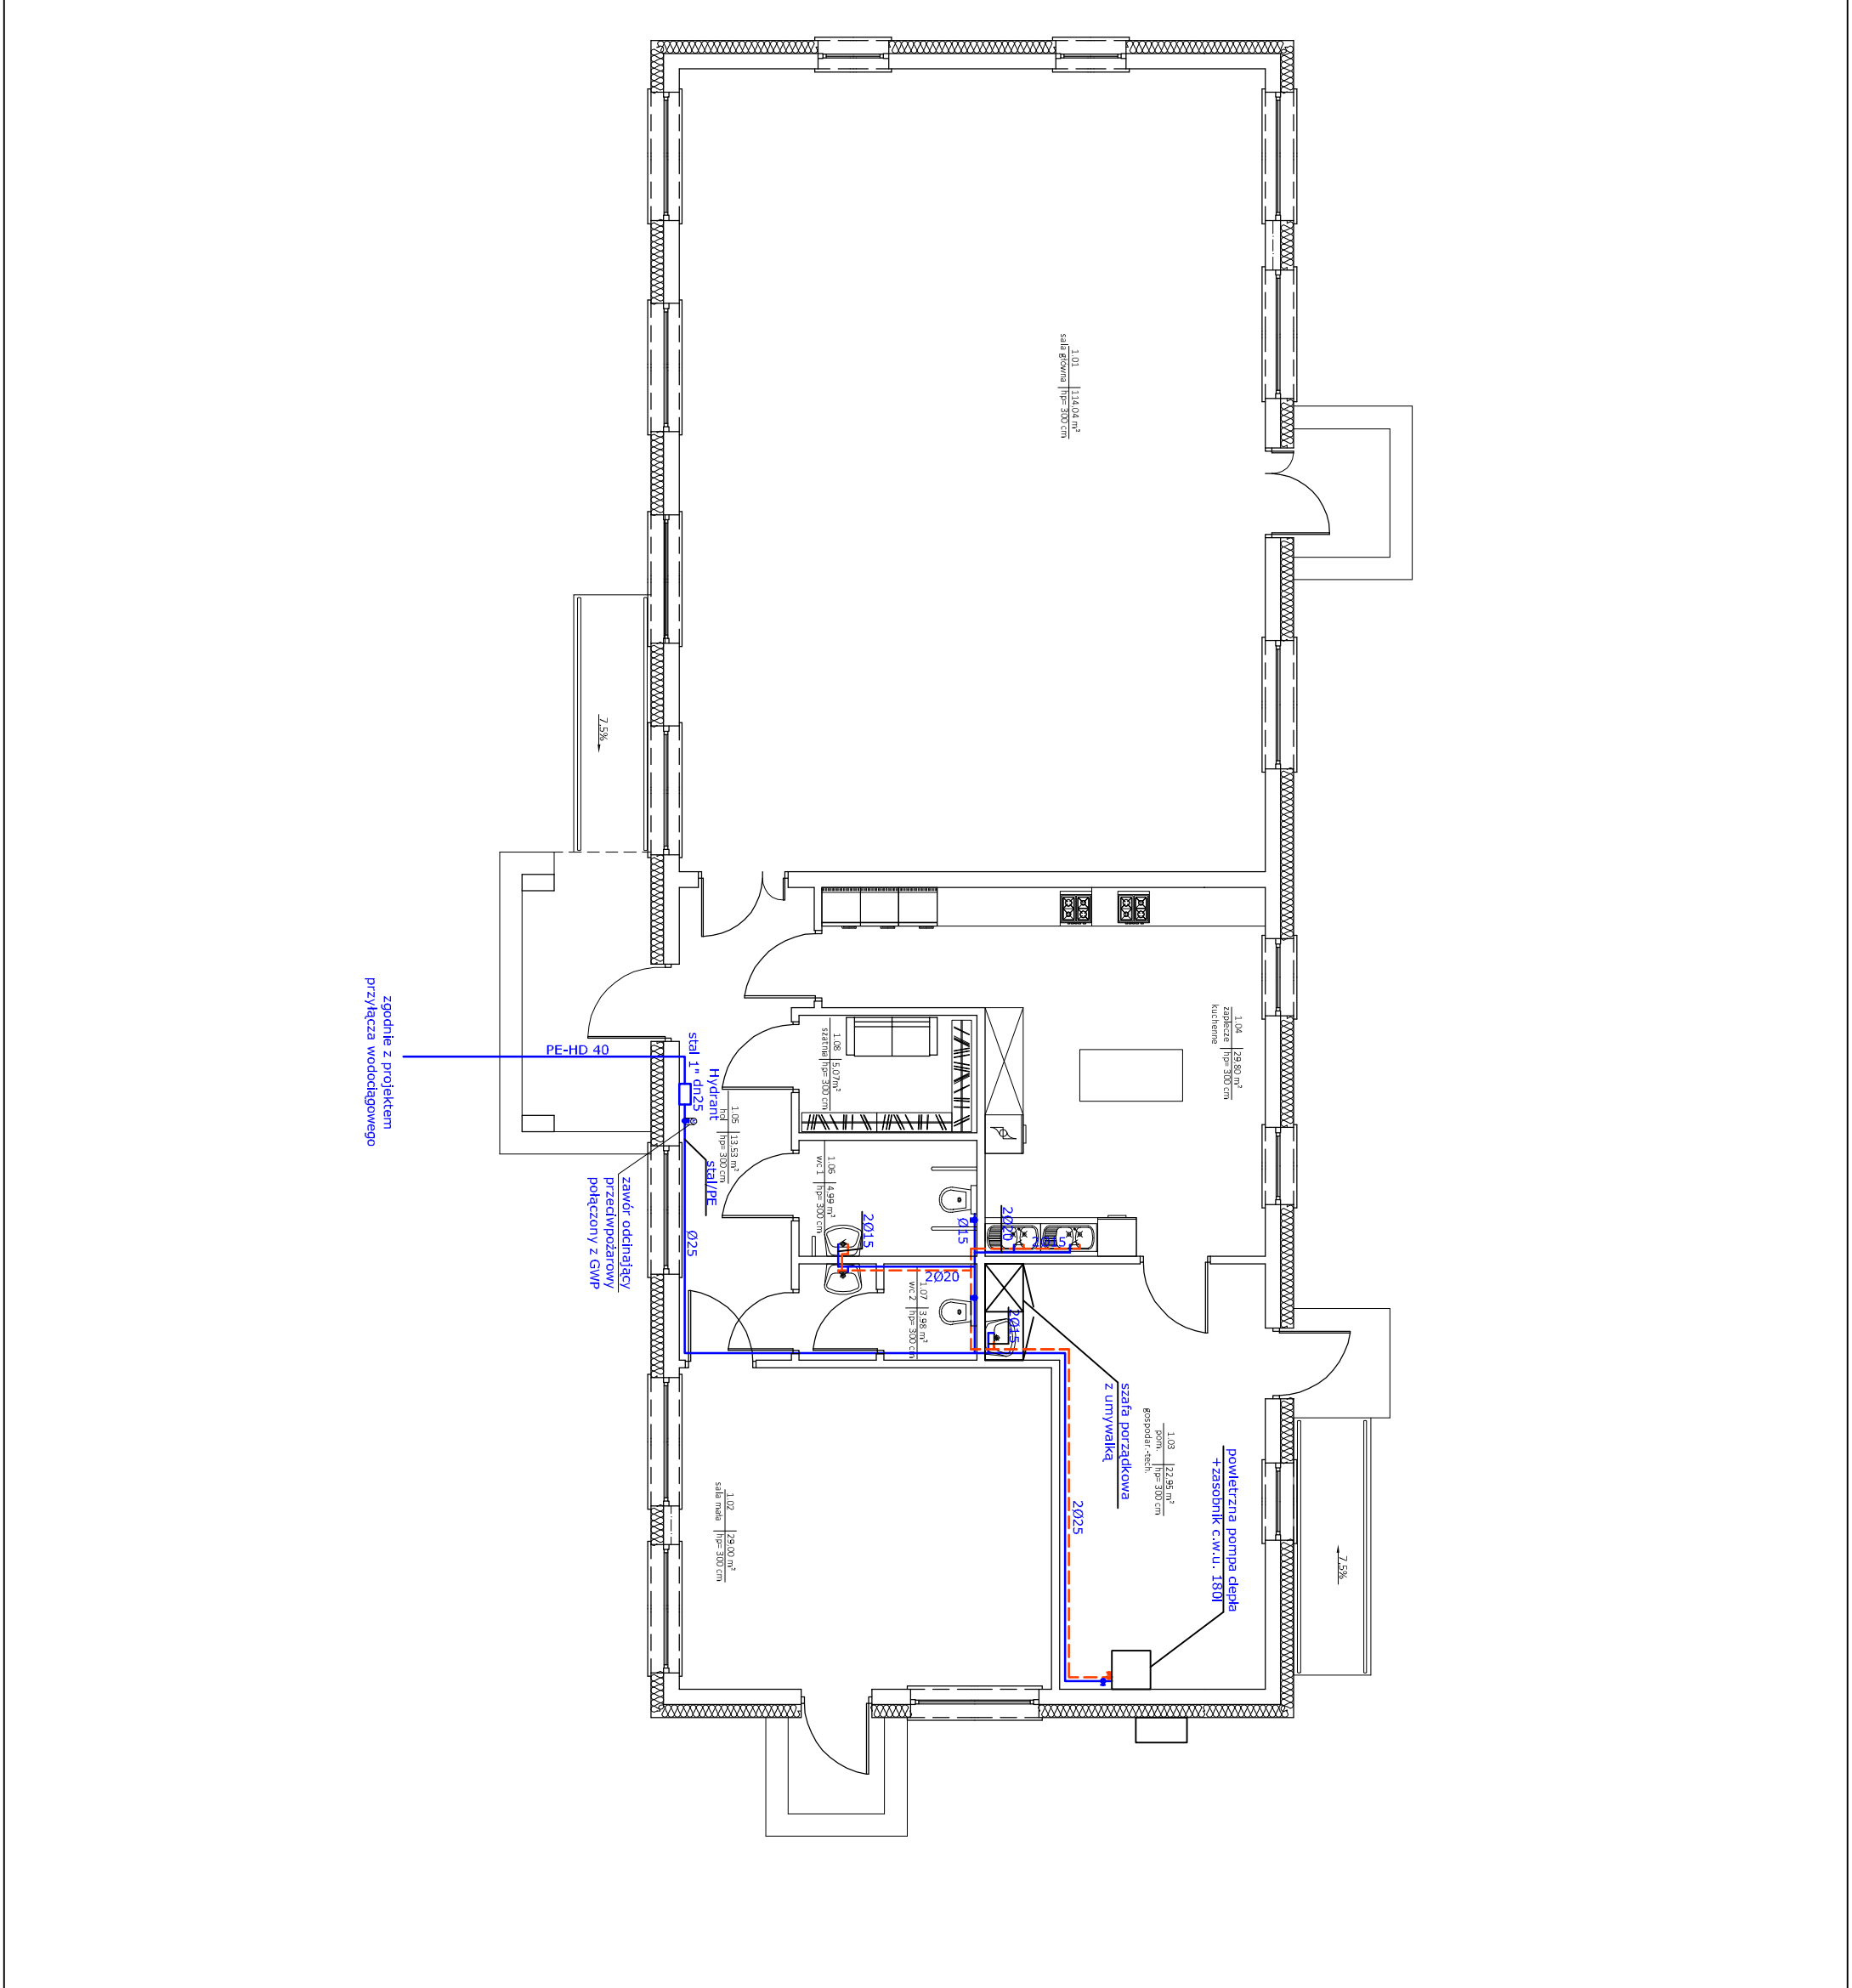 1.01 114.04 m²
sala główna hp= 300 cm
7,5%
1.04 29.80 m²
zaplecze hp= 300 cm
kuchenne
1.08 5.07m²
szatnia hp= 300 cm
zgodnie z projektem
przyłącza wodociągowego
PE-HD 40
stal 1" dn25
Hydrant
1.05 13.53 m²
hol hp= 300 cm
stal/PE
zawór odcinający
przeciwpożarowy
połączony z GWP
Ø25
1.06 4.99 m²
wc 1 hp= 300 cm
2Ø15
Ø15
2Ø20
2Ø15
2Ø20
1.07 3.98 m²
wc 2 hp= 300 cm
2Ø15
szafa porządkowa
z umywalką
1.03 22.95 m²
pom. hp= 300 cm
gospodar.-tech.
powietrzna pompa ciepła
+zasobnik c.w.u. 180l
2Ø25
1.02 29.00 m²
sala mała hp= 300 cm
7,5%